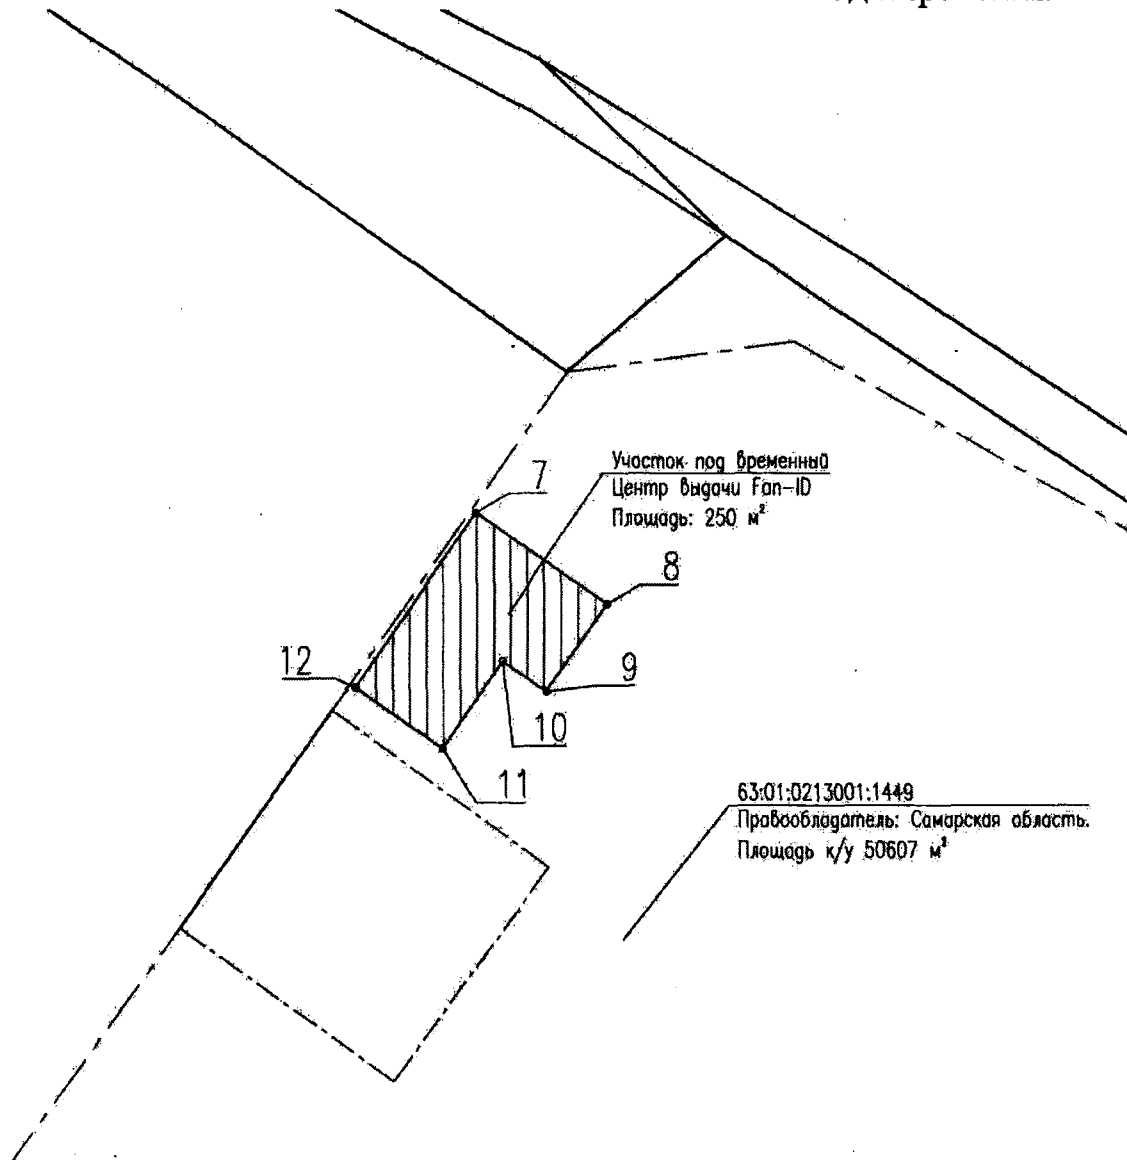 7
Участок под временный
Центр выдачи Fan-ID
Площадь: 250 м²
8
12
9
10
11
63:01:0213001:1449
Правообладатель: Самарская область.
Площадь к/у 50607 м²